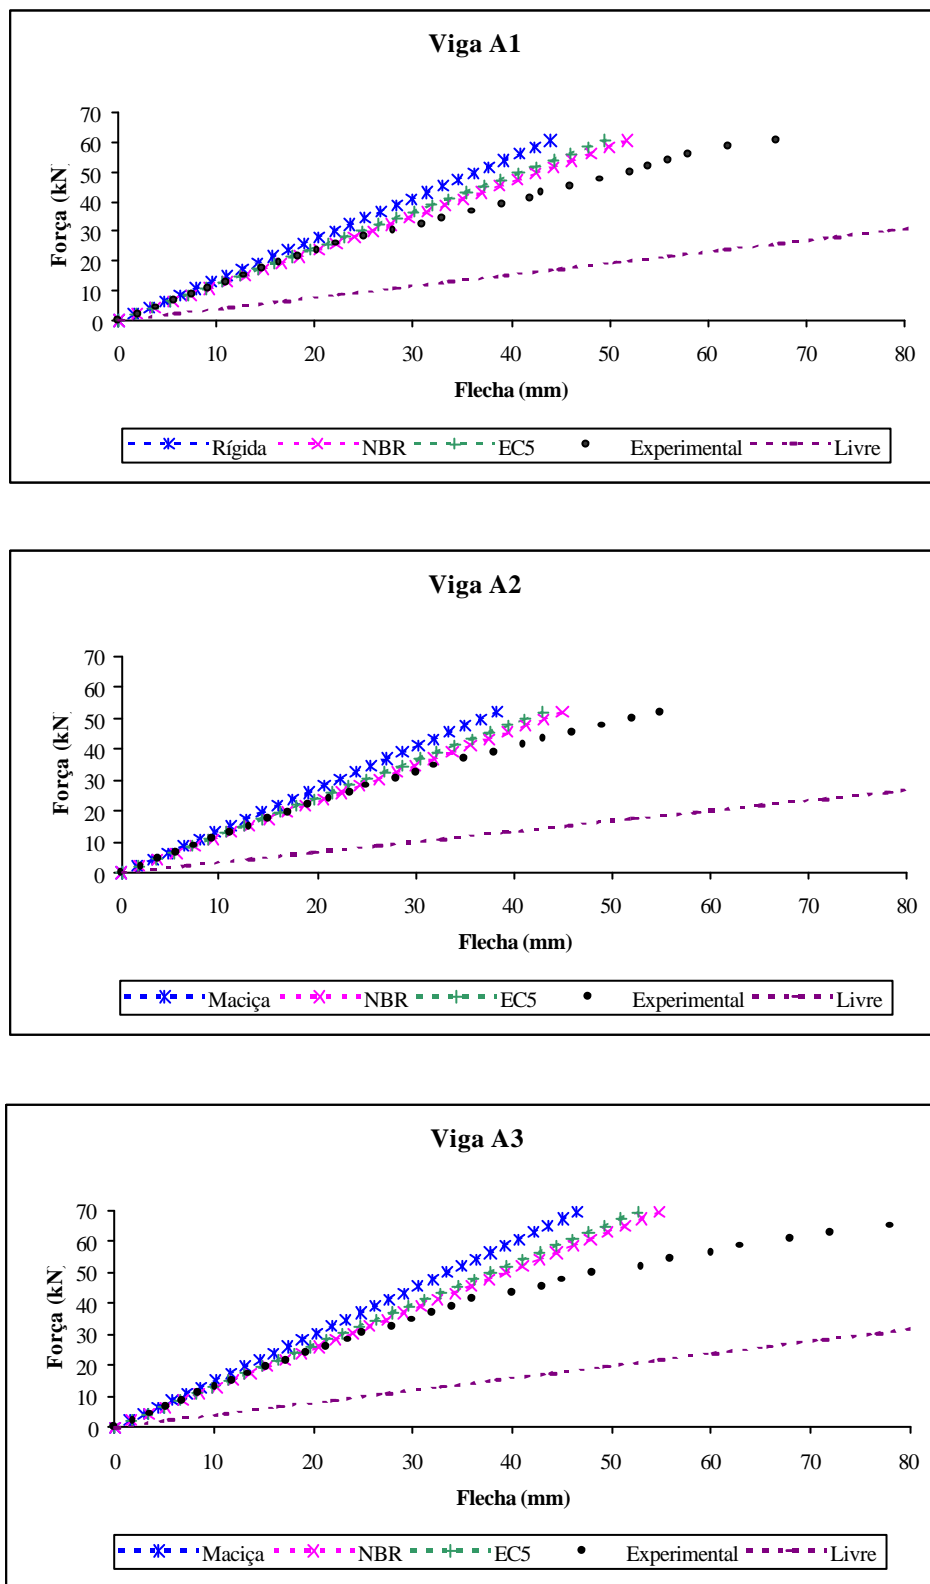 Viga A1
70
60
50
40
30
20
10
0
Força (kN
0 10 20 30 40 50 60 70 80
Flecha (mm)
Rígida NBR EC5 Experimental Livre
Viga A2
70
60
50
40
30
20
10
0
Força (kN
0 10 20 30 40 50 60 70 80
Flecha (mm)
Maciça NBR EC5 Experimental Livre
Viga A3
70
60
50
40
30
20
10
0
Força (kN
0 10 20 30 40 50 60 70 80
Flecha (mm)
Maciça NBR EC5 Experimental Livre